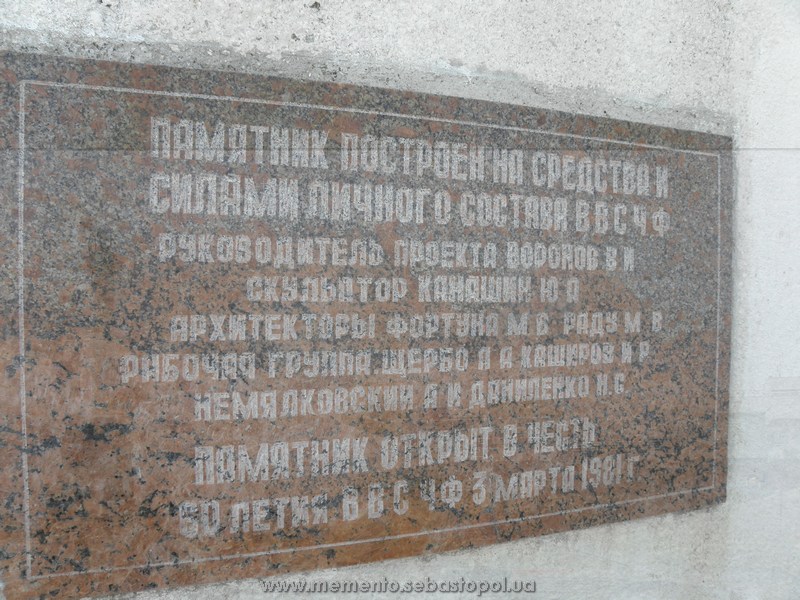 ПАМЯТНИК ПОСТРОЕН НА СРЕДСТВА И
СИЛАМИ ЛИЧНОГО СОСТАВА ВВС ЧФ
РУКОВОДИТЕЛЬ ПРОЕКТА ВОРОНОВ В И
СКУЛЬПТОР КАНАШИН Ю А
АРХИТЕКТОРЫ ФОРТУНА М Б РАДУ М В
РАБОЧАЯ ГРУППА ЩЕРБО А А КАШИРОВ И Р
НЕМЯЛКОВСКИЙ А И ДАНИЛЕНКО Н С
ПАМЯТНИК ОТКРЫТ В ЧЕСТЬ
60 ЛЕТИЯ ВВС ЧФ 3 МАРТА 1981 Г
www.memento.sebastopol.ua